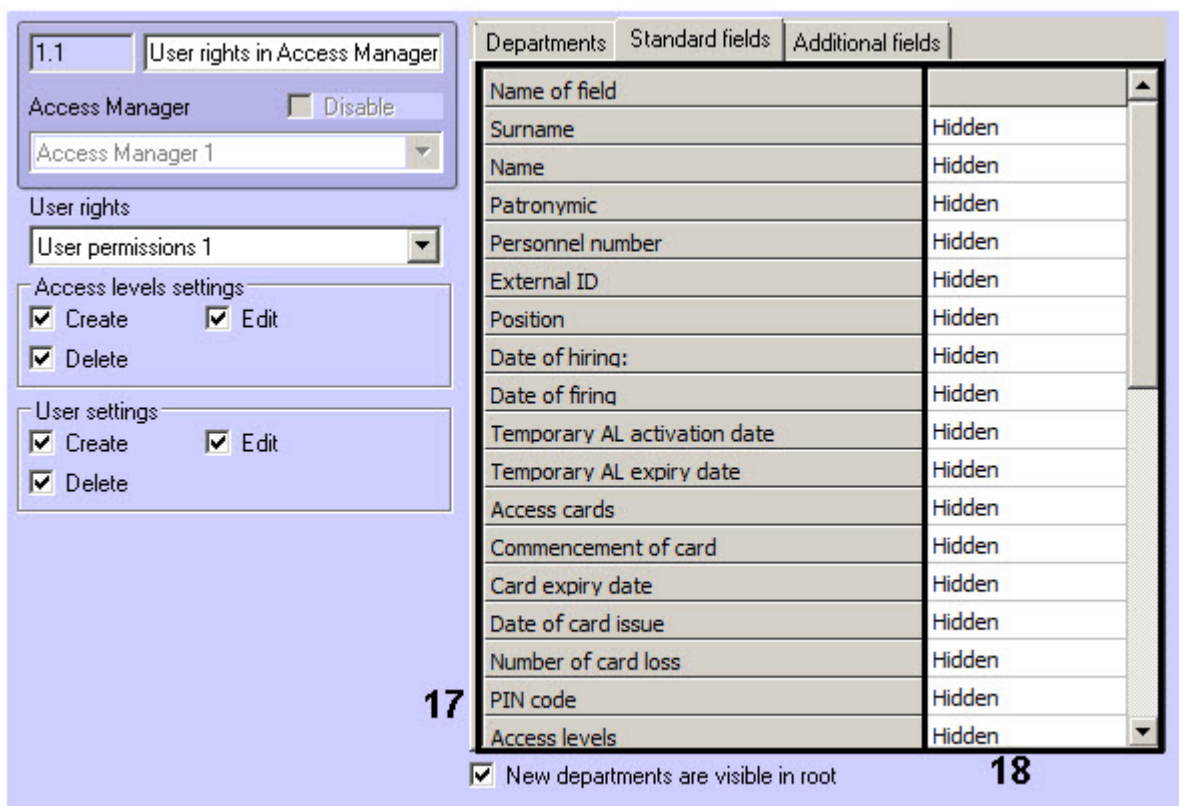 1.1 User rights in Access Manager
Access Manager Disable
Access Manager 1
User rights
User permissions 1
Access levels settings
Create Edit
Delete
User settings
Create Edit
Delete
Departments Standard fields Additional fields
Name of field
Surname Hidden
Name Hidden
Patronymic Hidden
Personnel number Hidden
External ID Hidden
Position Hidden
Date of hiring: Hidden
Date of firing Hidden
Temporary AL activation date Hidden
Temporary AL expiry date Hidden
Access cards Hidden
Commencement of card Hidden
Card expiry date Hidden
Date of card issue Hidden
Number of card loss Hidden
PIN code Hidden
Access levels Hidden
17
New departments are visible in root
18